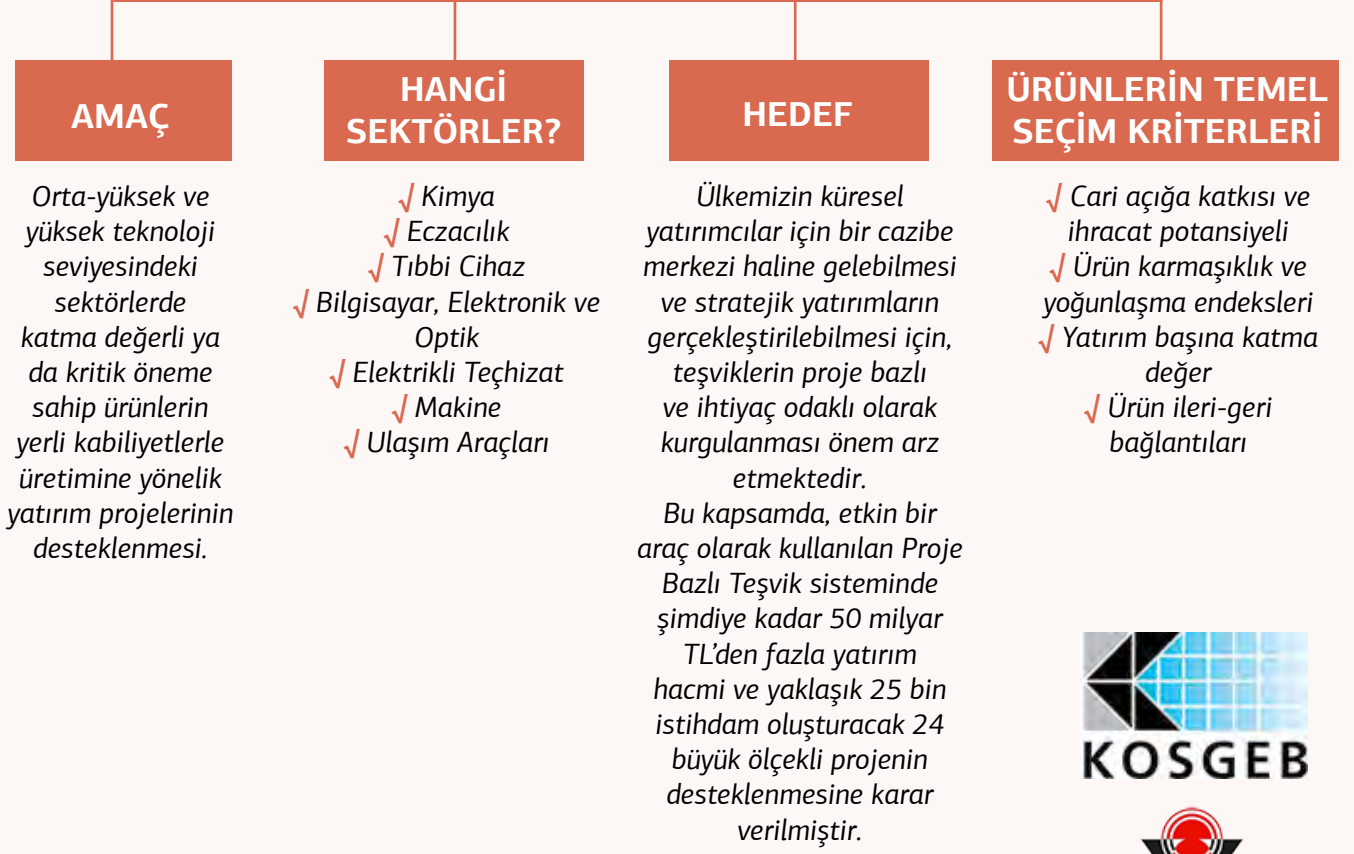 AMAÇ
Orta-yüksek ve
yüksek teknoloji
seviyesindeki
sektörlerde
katma değerli ya
da kritik öneme
sahip ürünlerin
yerli kabiliyetlerle
üretimine yönelik
yatırım projelerinin
desteklenmesi.
HANGİ
SEKTÖRLER?
√ Kimya
√ Eczacılık
√ Tıbbi Cihaz
√ Bilgisayar, Elektronik ve
Optik
√ Elektrikli Teçhizat
√ Makine
√ Ulaşım Araçları
HEDEF
Ülkemizin küresel
yatırımcılar için bir cazibe
merkezi haline gelebilmesi
ve stratejik yatırımların
gerçekleştirilebilmesi için,
teşviklerin proje bazlı
ve ihtiyaç odaklı olarak
kurgulanması önem arz
etmektedir.
Bu kapsamda, etkin bir
araç olarak kullanılan Proje
Bazlı Teşvik sisteminde
şimdiye kadar 50 milyar
TL’den fazla yatırım
hacmi ve yaklaşık 25 bin
istihdam oluşturacak 24
büyük ölçekli projenin
desteklenmesine karar
verilmiştir.
ÜRÜNLERİN TEMEL
SEÇİM KRİTERLERİ
√ Cari açığa katkısı ve
ihracat potansiyeli
√ Ürün karmaşıklık ve
yoğunlaşma endeksleri
√ Yatırım başına katma
değer
√ Ürün ileri-geri
bağlantıları
KOSGEB